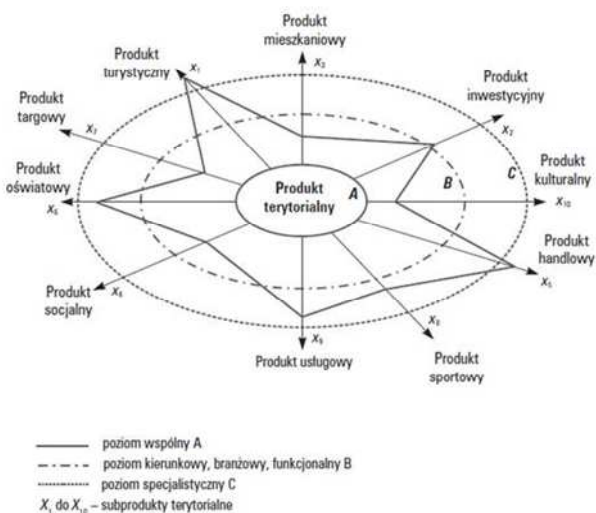 Produkt
mieszkaniowy
x₃
Produkt
turystyczny
x₁
Produkt
inwestycyjny
x₂
Produkt
targowy
x₇
Produkt
oświatowy
x₆
Produkt
terytorialny
A
B
C
Produkt
kulturalny
x₁₀
Produkt
handlowy
x₅
Produkt
socjalny
x₈
Produkt usługowy
x₉
Produkt
sportowy
poziom wspólny A
poziom kierunkowy, branżowy, funkcjonalny B
poziom specjalistyczny C
X₁ do X₁₀ – subprodukty terytorialne